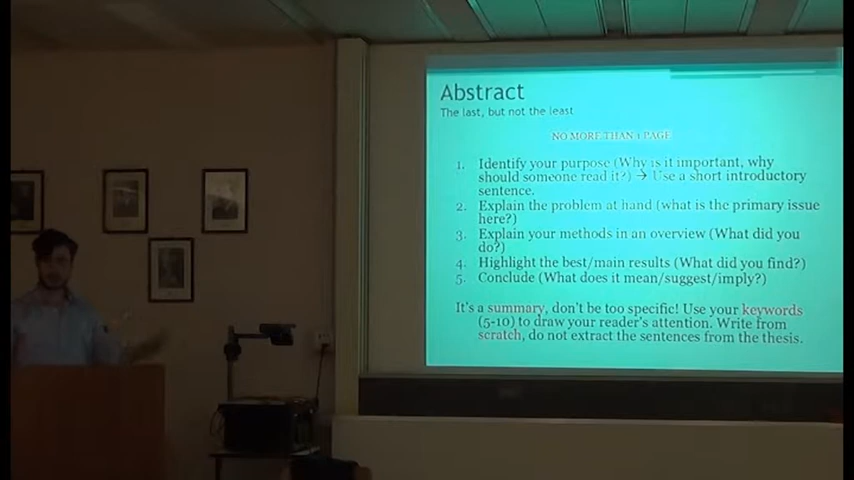 Abstract
The last, but not the least
NO MORE THAN 1 PAGE
1. Identify your purpose (Why is it important, why
should someone read it?) → Use a short introductory
sentence.
2. Explain the problem at hand (what is the primary issue
here?)
3. Explain your methods in an overview (What did you
do?)
4. Highlight the best/main results (What did you find?)
5. Conclude (What does it mean/suggest/imply?)
It's a summary, don't be too specific! Use your keywords
(5-10) to draw your reader's attention. Write from
scratch, do not extract the sentences from the thesis.